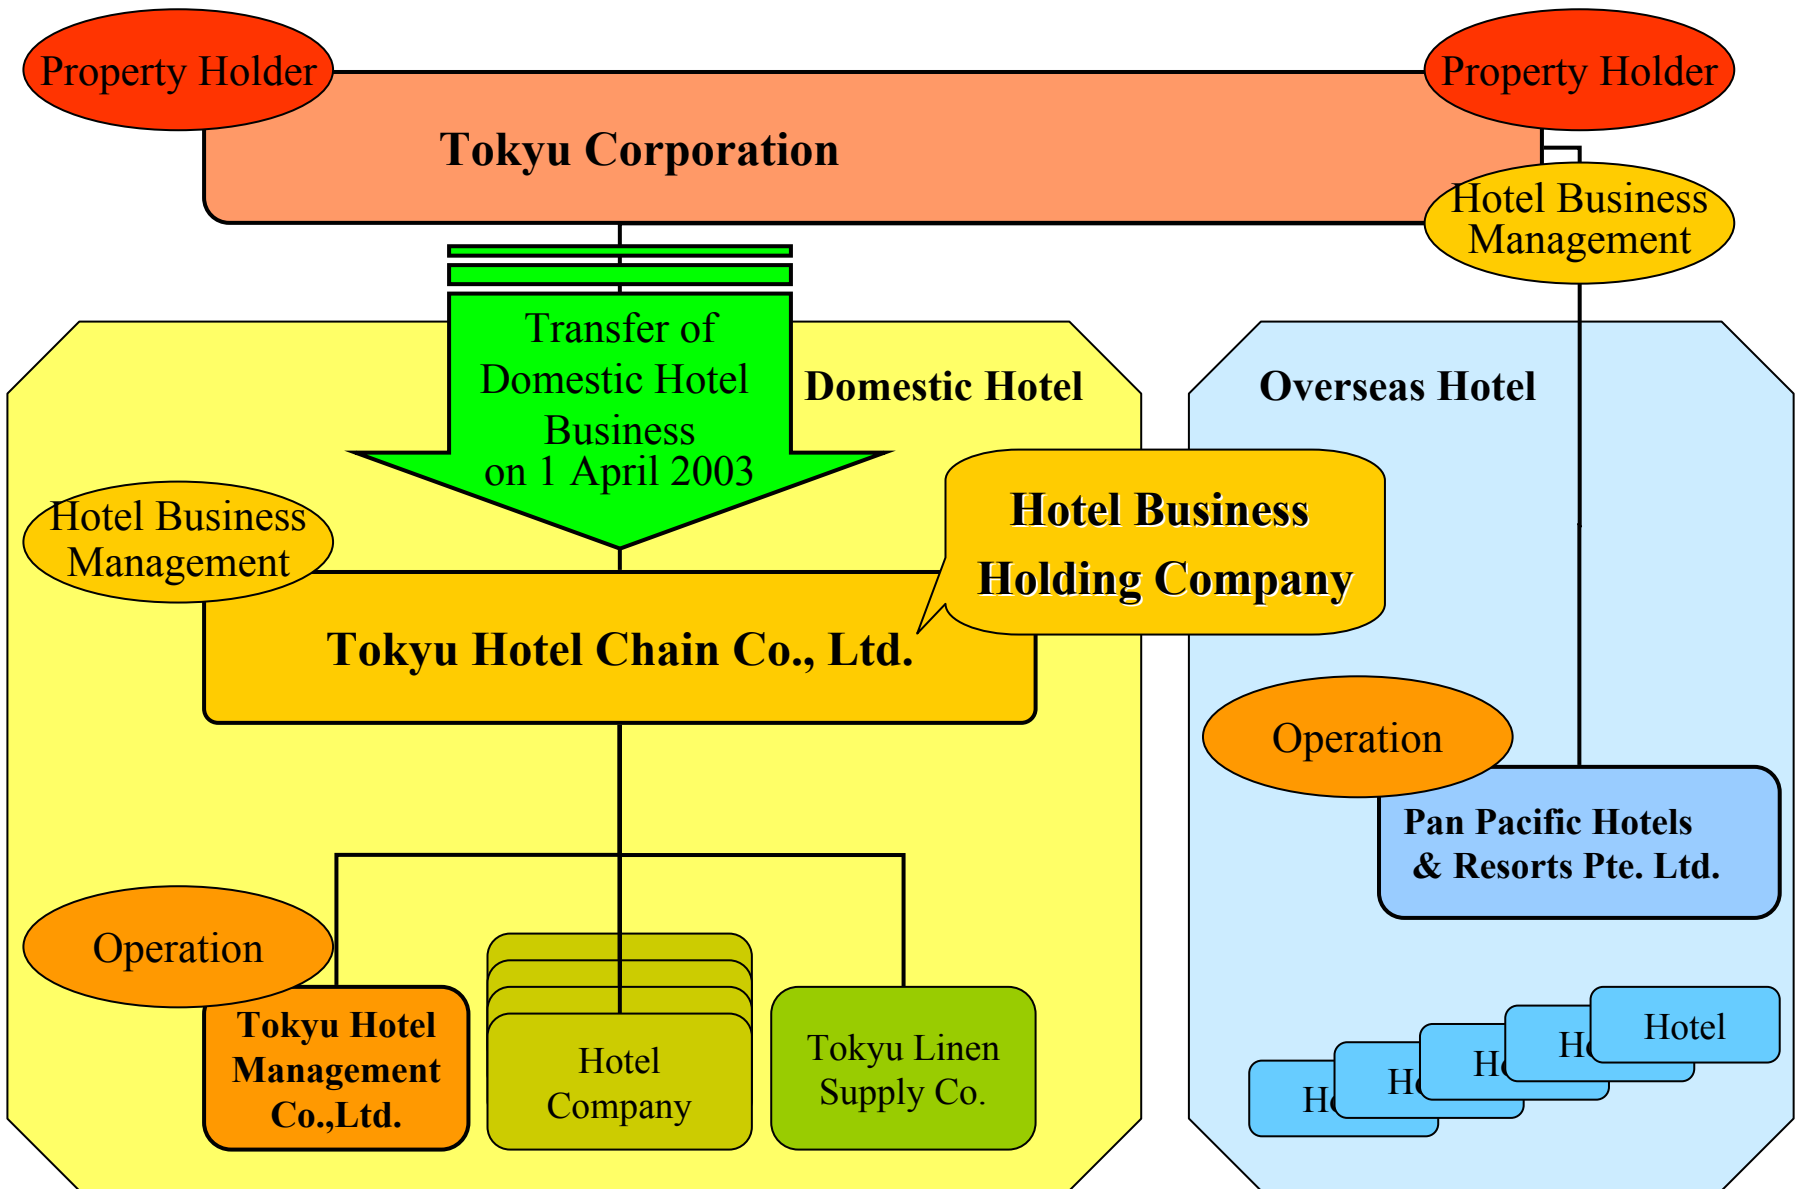 Property Holder
Property Holder
Tokyu Corporation
Hotel Business
Management
Transfer of
Domestic Hotel
Business
on 1 April 2003
Domestic Hotel
Overseas Hotel
Hotel Business
Management
Hotel Business
Holding Company
Tokyu Hotel Chain Co., Ltd.
Operation
Pan Pacific Hotels
& Resorts Pte. Ltd.
Operation
Tokyu Hotel
Management
Co.,Ltd.
Hotel
Company
Tokyu Linen
Supply Co.
Hotel